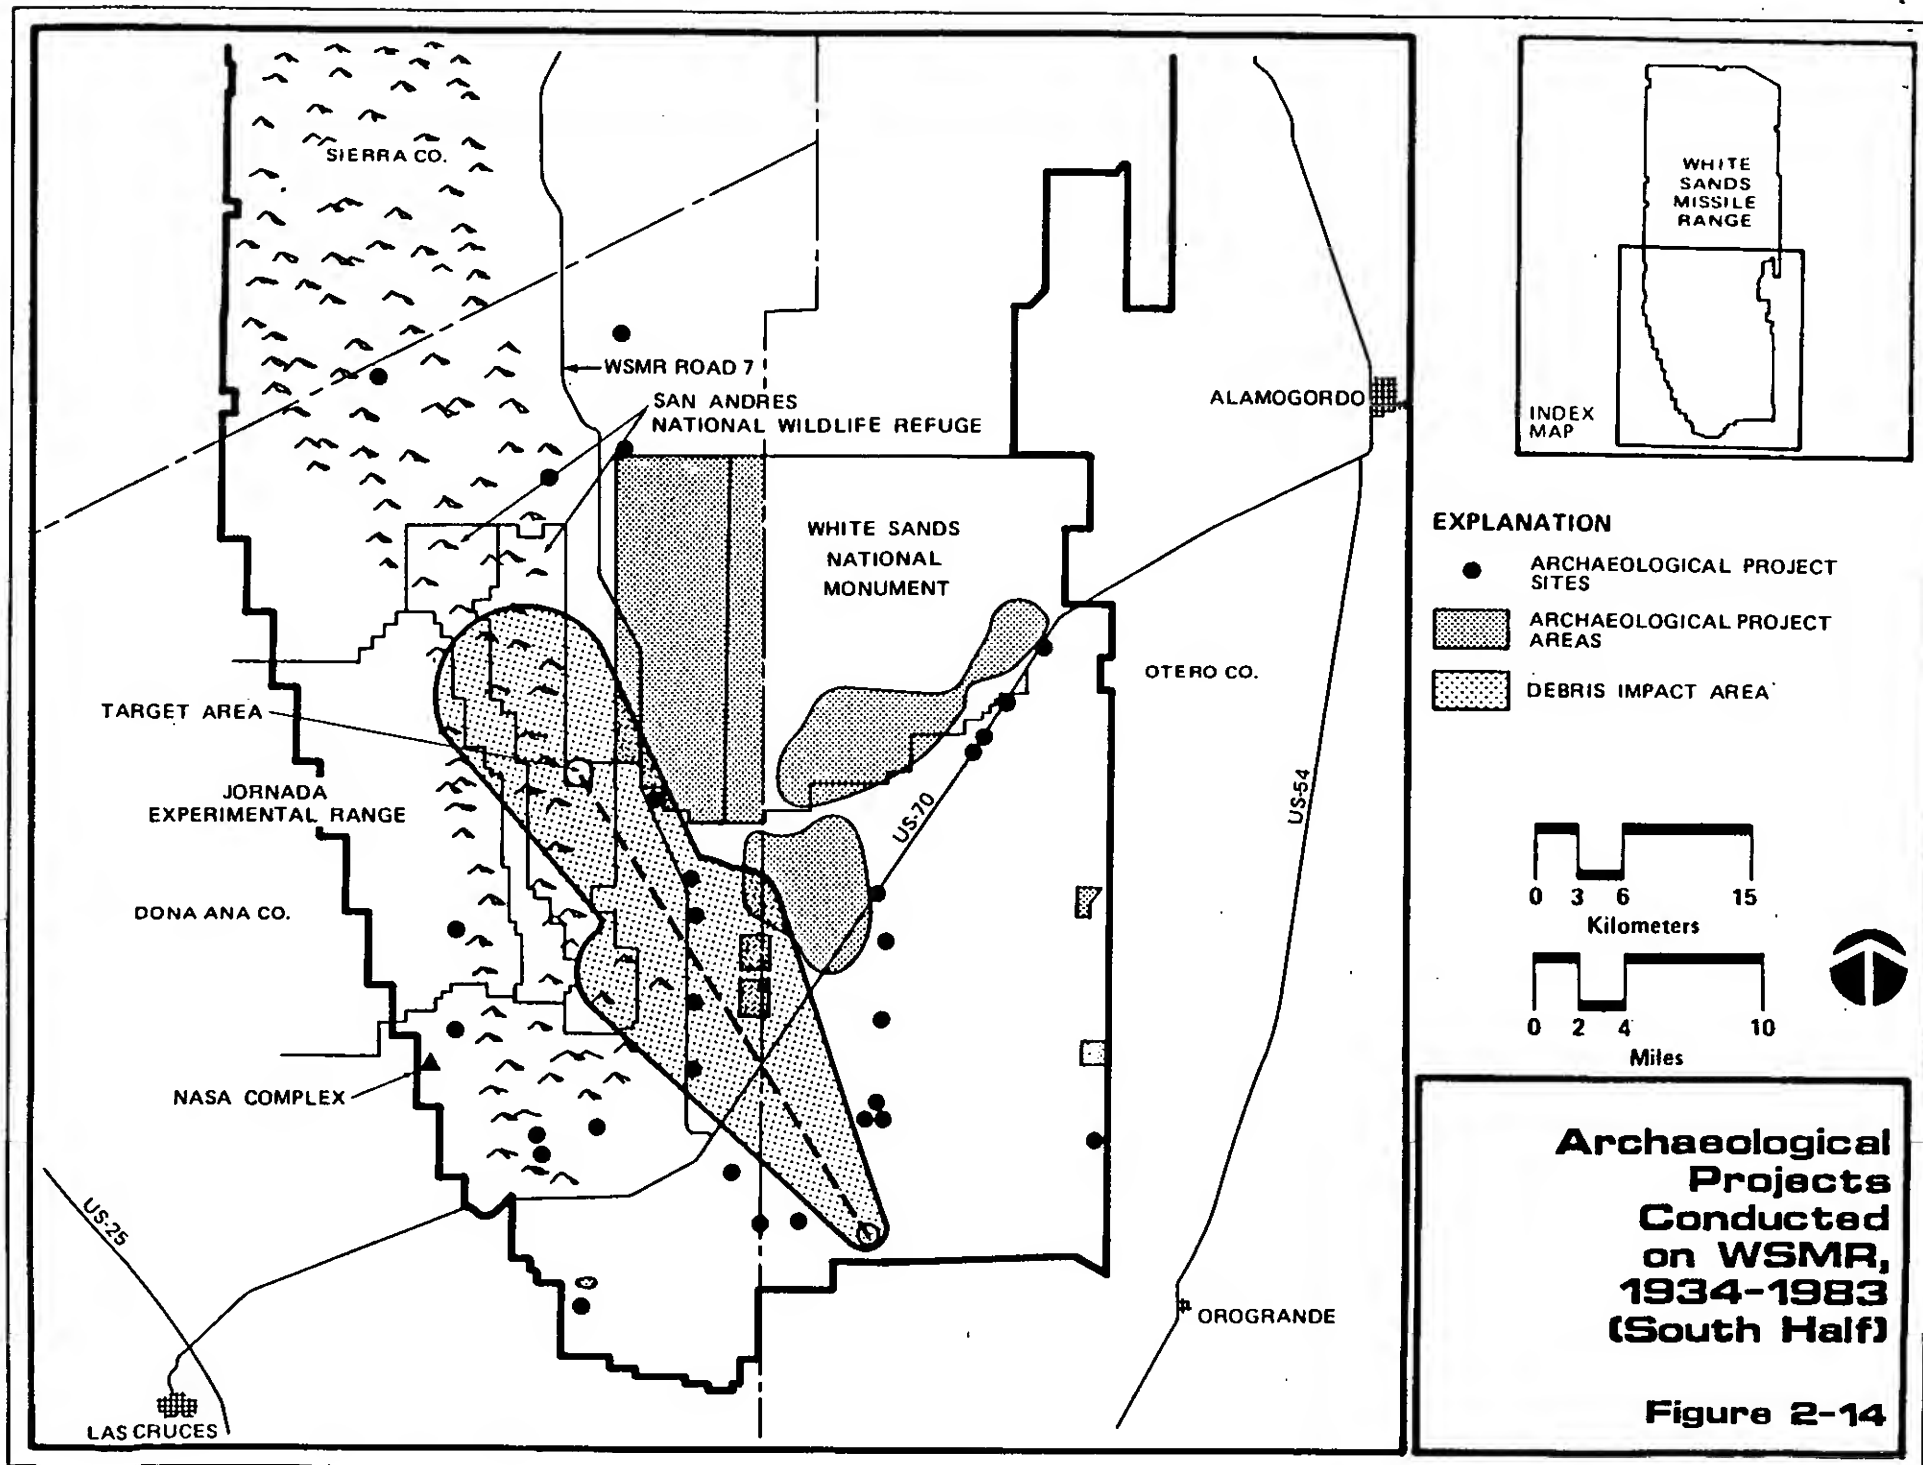 SIERRA CO.
WSMR ROAD 7
SAN ANDRES
NATIONAL WILDLIFE REFUGE
ALAMOGORDO
WHITE SANDS
NATIONAL
MONUMENT
OTERO CO.
TARGET AREA
JORNADA
EXPERIMENTAL RANGE
US-70
US-54
DONA ANA CO.
NASA COMPLEX
US-25
OROGRANDE
LAS CRUCES
WHITE
SANDS
MISSILE
RANGE
INDEX
MAP
EXPLANATION
ARCHAEOLOGICAL PROJECT
SITES
ARCHAEOLOGICAL PROJECT
AREAS
DEBRIS IMPACT AREA
0 3 6 15
Kilometers
0 2 4 10
Miles
Archaeological
Projects
Conducted
on WSMR,
1934-1983
(South Half)
Figure 2-14